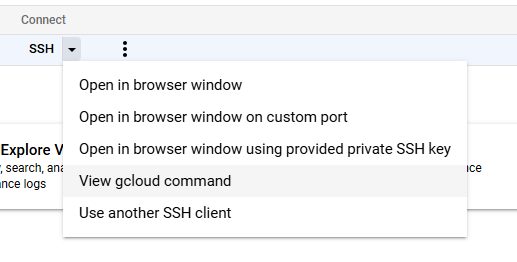 Connect
SSH
Open in browser window
Open in browser window on custom port
Open in browser window using provided private SSH key
View gcloud command
Use another SSH client
Explore V
search, ana
nce
ance logs